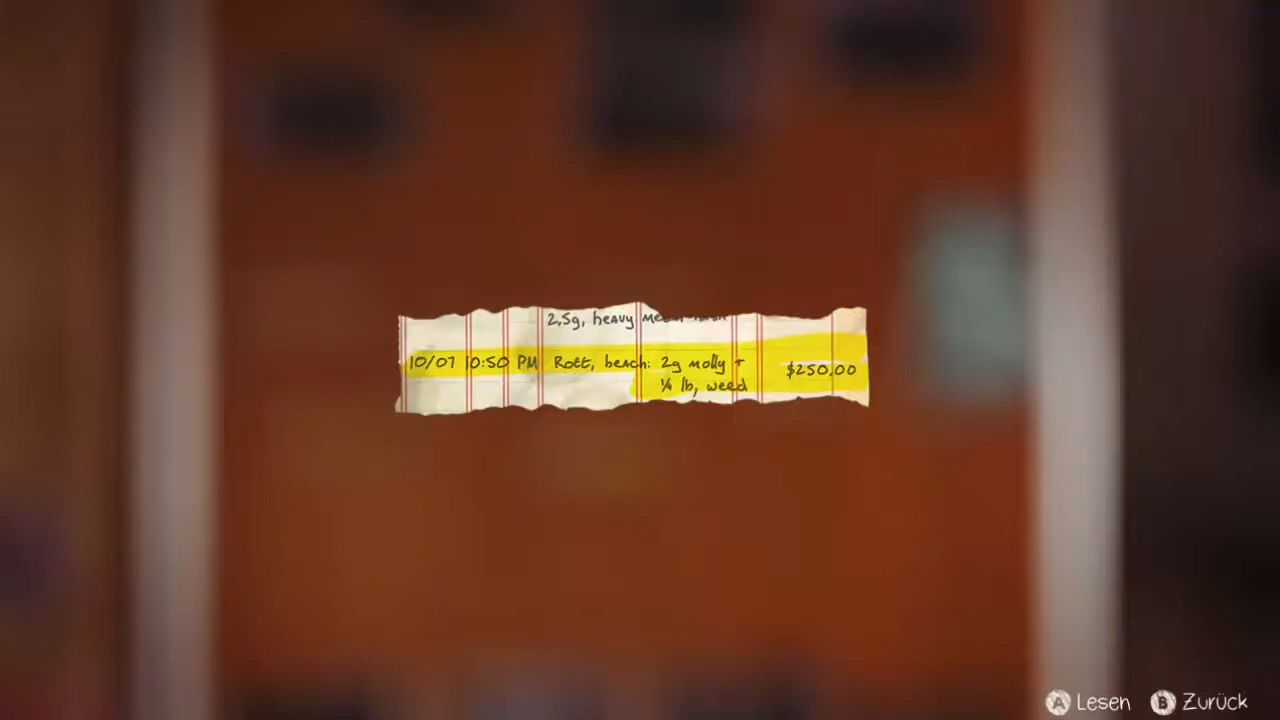 2,5g, heavy
10/07 10:50 PM Rott, beach: 2g molly + $250,00
1/4 lb, weed
A Lesen B Zurück